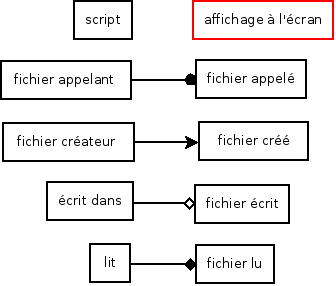 script
affichage à l'écran
fichier appelant
fichier appelé
fichier créateur
fichier créé
écrit dans
fichier écrit
lit
fichier lu